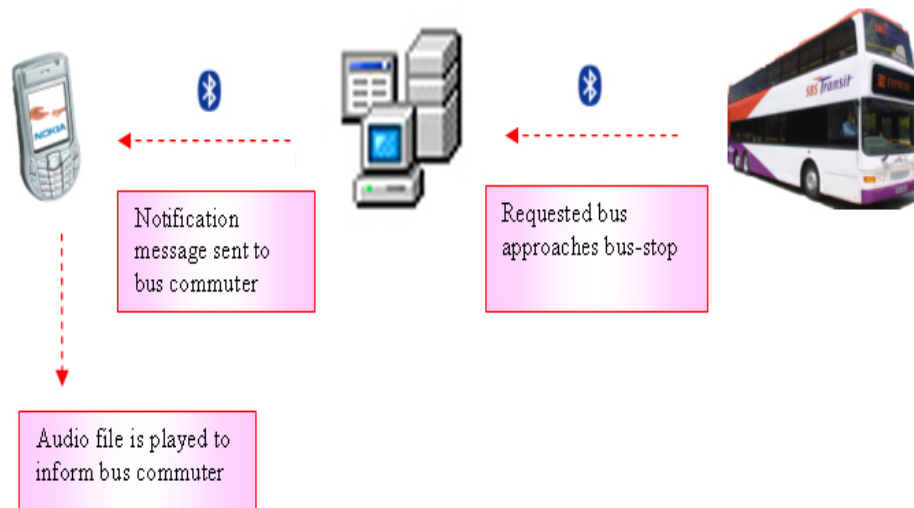 NOKIA
SBS Transit
Notification
message sent to
bus commuter
Requested bus
approaches bus-stop
Audio file is played to
inform bus commuter